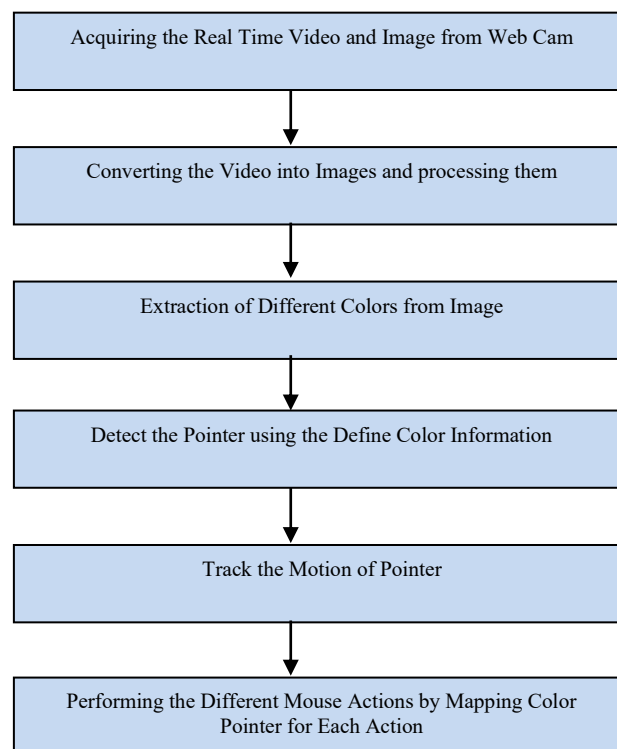 Acquiring the Real Time Video and Image from Web Cam
Converting the Video into Images and processing them
Extraction of Different Colors from Image
Detect the Pointer using the Define Color Information
Track the Motion of Pointer
Performing the Different Mouse Actions by Mapping Color
Pointer for Each Action